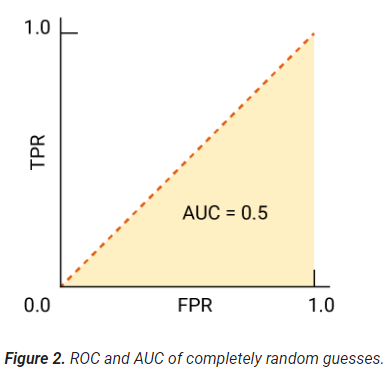 1.0
TPR
AUC = 0.5
0.0
FPR
1.0
Figure 2. ROC and AUC of completely random guesses.